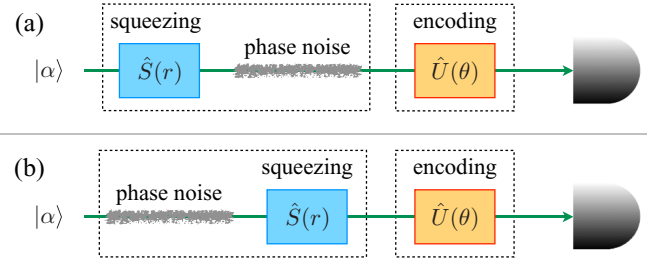 (a) squeezing phase noise encoding
|α⟩ Ŝ(r) Û(θ)
(b) phase noise squeezing encoding
|α⟩ Ŝ(r) Û(θ)